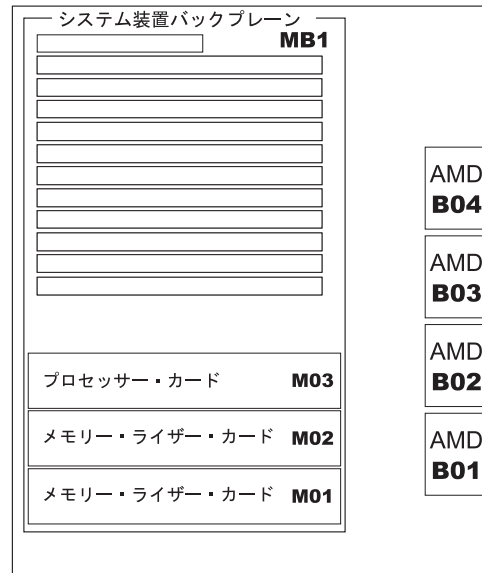 システム装置バックプレーン
MB1
プロセッサー・カード M03
メモリー・ライザー・カード M02
メモリー・ライザー・カード M01
AMD
B04
AMD
B03
AMD
B02
AMD
B01